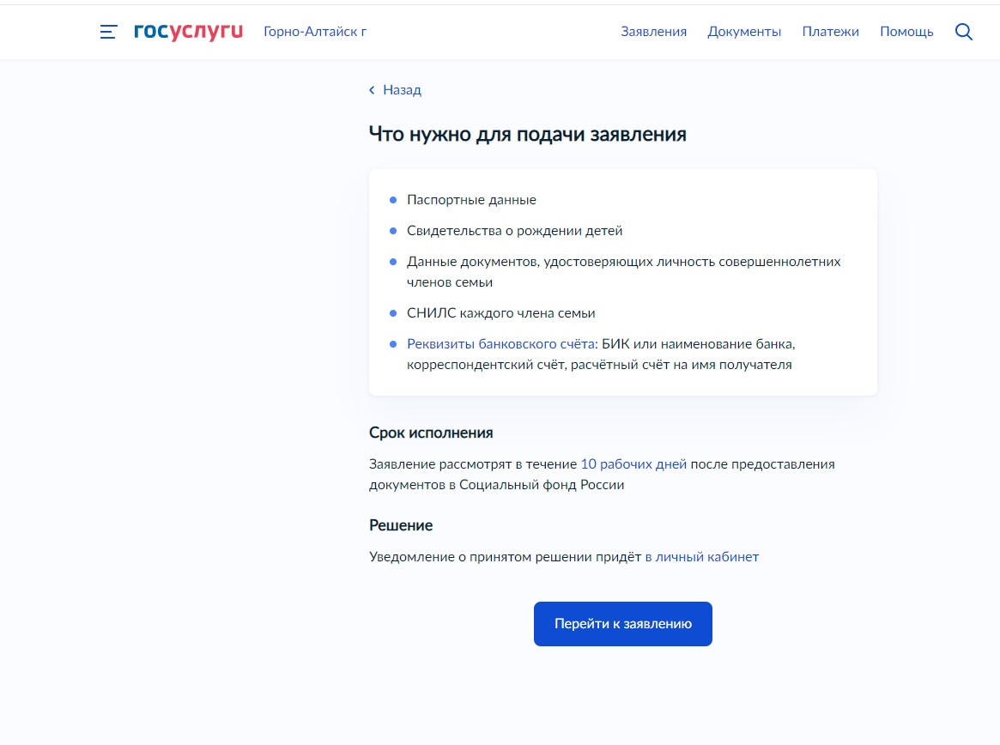 госуслуги Горно-Алтайск г Заявления Документы Платежи Помощь
Назад
Что нужно для подачи заявления
Паспортные данные
Свидетельства о рождении детей
Данные документов, удостоверяющих личность совершеннолетних
членов семьи
СНИЛС каждого члена семьи
Реквизиты банковского счёта: БИК или наименование банка,
корреспондентский счёт, расчётный счёт на имя получателя
Срок исполнения
Заявление рассмотрят в течение 10 рабочих дней после предоставления
документов в Социальный фонд России
Решение
Уведомление о принятом решении придёт в личный кабинет
Перейти к заявлению